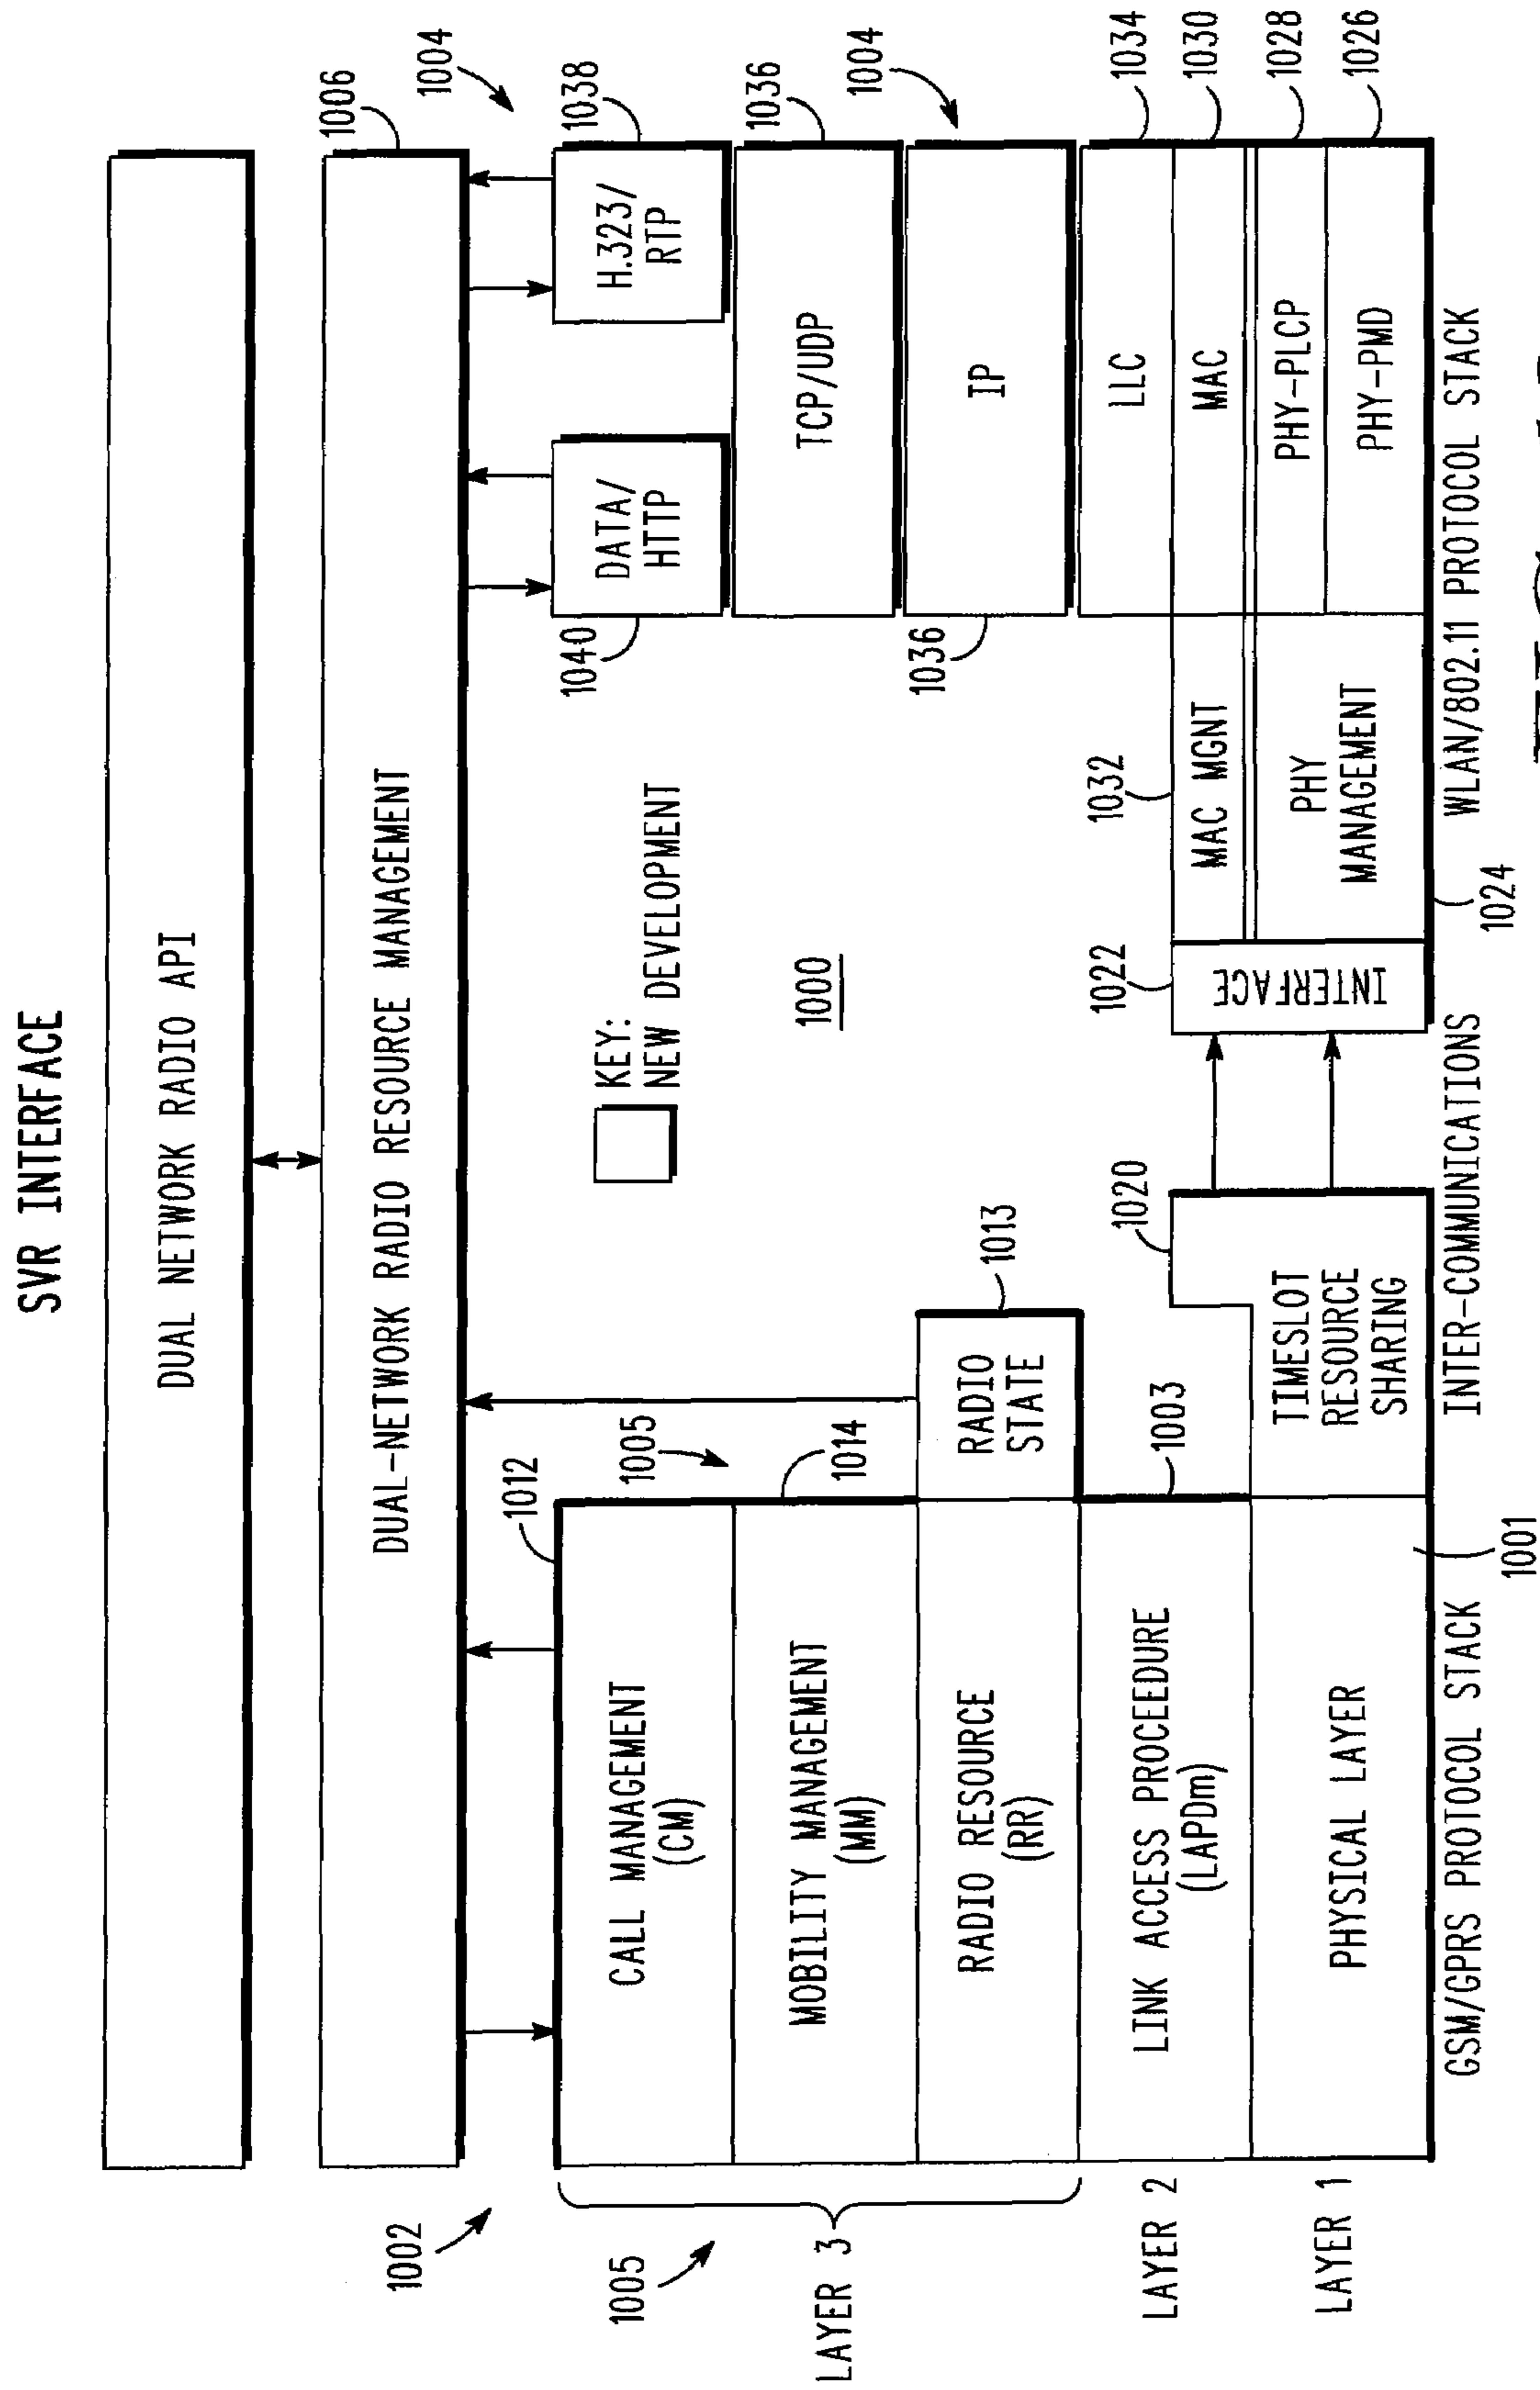 SVR INTERFACE
DUAL NETWORK RADIO API
1006
DUAL-NETWORK RADIO RESOURCE MANAGEMENT
1002
1004
1005
LAYER 3
LAYER 2
LAYER 1
1012
CALL MANAGEMENT
(CM)
1005
1014
MOBILITY MANAGEMENT
(MM)
RADIO RESOURCE
(RR)
RADIO
STATE
1013
LINK ACCESS PROCEEDURE
(LAPDm)
1003
PHYSICAL LAYER
1001
GSM/GPRS PROTOCOL STACK
KEY:
NEW DEVELOPMENT
1000
1020
TIMESLOT
RESOURCE
SHARING
INTER-COMMUNICATIONS
1022
INTERFACE
1040
DATA/
HTTP
H.323/
RTP
1038
TCP/UDP
1036
1036
IP
1004
LLC
1034
1032
MAC MGNT
MAC
1030
PHY
MANAGEMENT
PHY-PLCP
1028
PHY-PMD
1026
1024
WLAN/802.11 PROTOCOL STACK